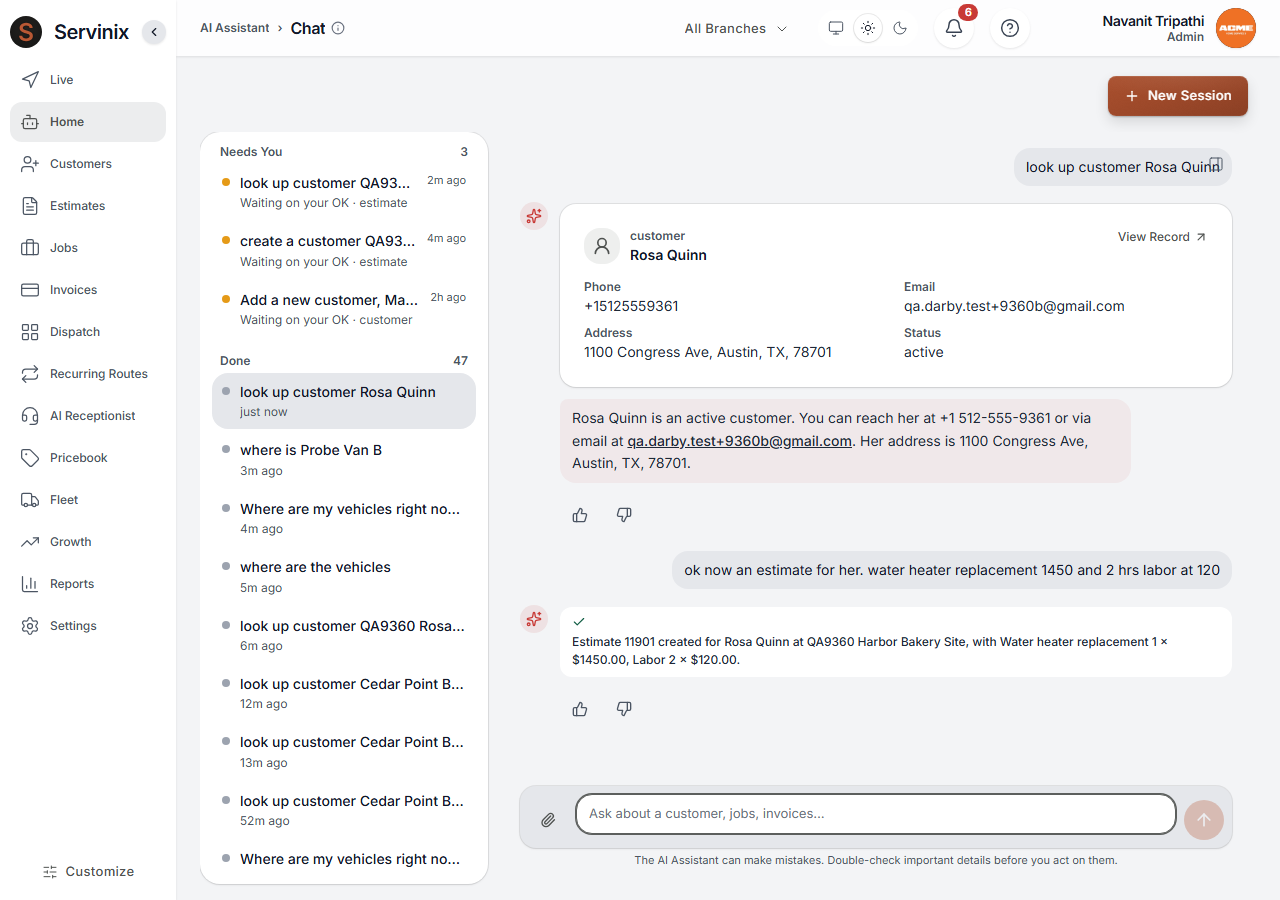 S Servinix
Live
Home
Customers
Estimates
Jobs
Invoices
Dispatch
Recurring Routes
AI Receptionist
Pricebook
Fleet
Growth
Reports
Settings
Customize
AI Assistant › Chat
All Branches
6
Navanit Tripathi
Admin
ACME
+ New Session
Needs You 3
look up customer QA93... 2m ago
Waiting on your OK · estimate
create a customer QA93... 4m ago
Waiting on your OK · estimate
Add a new customer, Ma... 2h ago
Waiting on your OK · customer
Done 47
look up customer Rosa Quinn
just now
where is Probe Van B
3m ago
Where are my vehicles right no...
4m ago
where are the vehicles
5m ago
look up customer QA9360 Rosa...
6m ago
look up customer Cedar Point B...
12m ago
look up customer Cedar Point B...
13m ago
look up customer Cedar Point B...
52m ago
Where are my vehicles right no...
look up customer Rosa Quinn
customer
Rosa Quinn
View Record
Phone
+15125559361
Email
qa.darby.test+9360b@gmail.com
Address
1100 Congress Ave, Austin, TX, 78701
Status
active
Rosa Quinn is an active customer. You can reach her at +1 512-555-9361 or via
email at qa.darby.test+9360b@gmail.com. Her address is 1100 Congress Ave,
Austin, TX, 78701.
ok now an estimate for her. water heater replacement 1450 and 2 hrs labor at 120
Estimate 11901 created for Rosa Quinn at QA9360 Harbor Bakery Site, with Water heater replacement 1 ×
$1450.00, Labor 2 × $120.00.
Ask about a customer, jobs, invoices...
The AI Assistant can make mistakes. Double-check important details before you act on them.